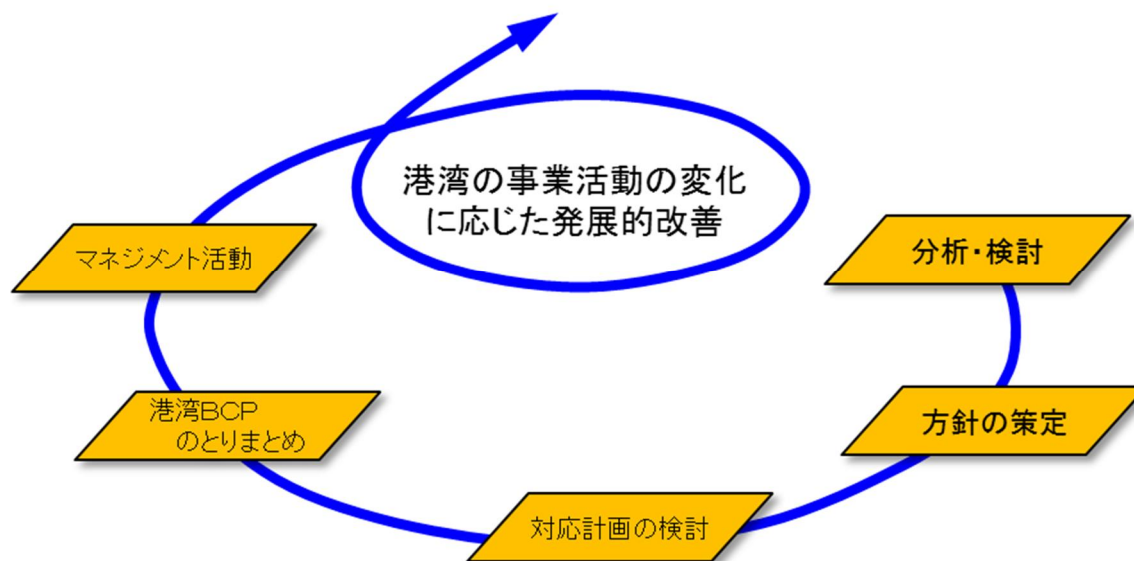 港湾の事業活動の変化
に応じた発展的改善
分析・検討
マネジメント活動
方針の策定
港湾BCP
のとりまとめ
対応計画の検討